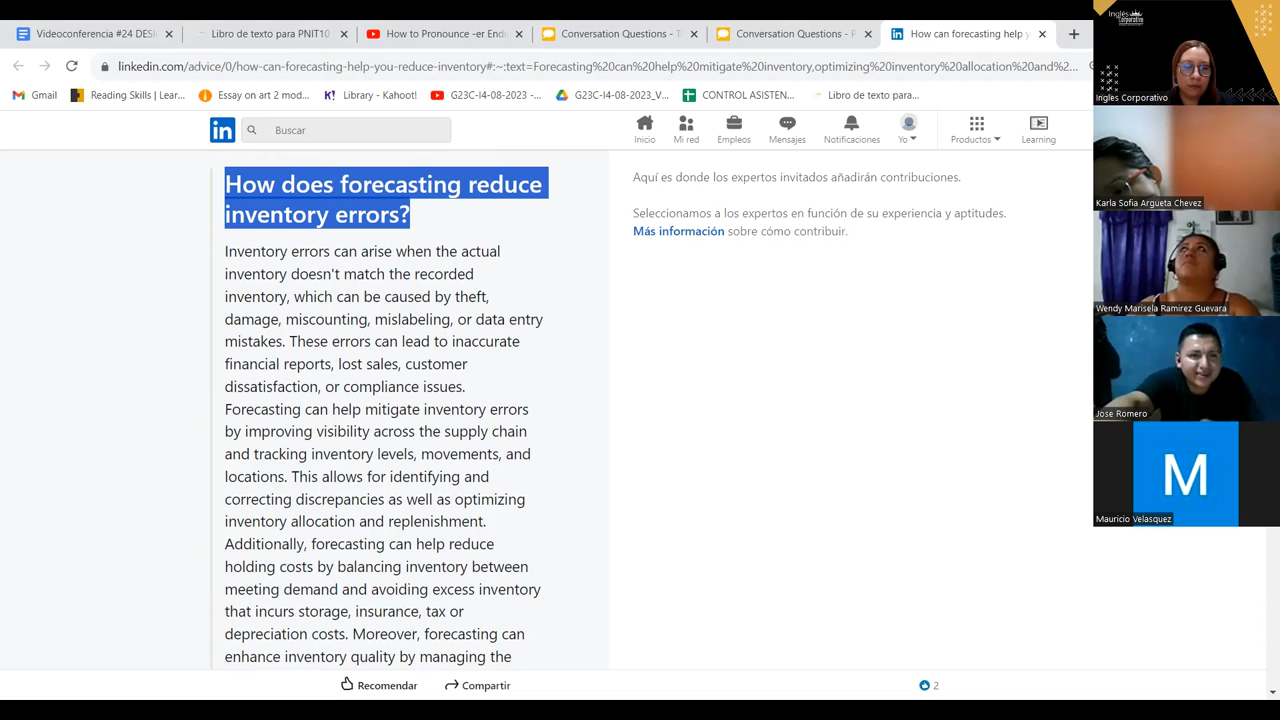 Videoconferencia #24 DESI
Libro de texto para PNIT10
How to Pronounce -er Endi
Conversation Questions - T
Conversation Questions - P
How can forecasting help y
linkedin.com/advice/0/how-can-forecasting-help-you-reduce-inventory#:~:text=Forecasting%20can%20help%20mitigate%20inventory,optimizing%20inventory%20allocation%20and%...
Gmail
Reading Skills | Lear...
Essay on art 2 mod...
Library - Kano...
G23C-I4-08-2023 -...
G23C-I4-08-2023_V...
CONTROL ASISTEN...
Libro de texto para...
in
Buscar
Inicio
Mi red
Empleos
Mensajes
Notificaciones
Yo
Productos
Learning
How does forecasting reduce
inventory errors?
Inventory errors can arise when the actual
inventory doesn't match the recorded
inventory, which can be caused by theft,
damage, miscounting, mislabeling, or data entry
mistakes. These errors can lead to inaccurate
financial reports, lost sales, customer
dissatisfaction, or compliance issues.
Forecasting can help mitigate inventory errors
by improving visibility across the supply chain
and tracking inventory levels, movements, and
locations. This allows for identifying and
correcting discrepancies as well as optimizing
inventory allocation and replenishment.
Additionally, forecasting can help reduce
holding costs by balancing inventory between
meeting demand and avoiding excess inventory
that incurs storage, insurance, tax or
depreciation costs. Moreover, forecasting can
enhance inventory quality by managing the
Aquí es donde los expertos invitados añadirán contribuciones.
Seleccionamos a los expertos en función de su experiencia y aptitudes.
Más información sobre cómo contribuir.
Recomendar
Compartir
2
Inglés
Corporativo
Ingles Corporativo
Karla Sofia Argueta Chevez
Wendy Marisela Ramirez Guevara
Jose Romero
M
Mauricio Velasquez